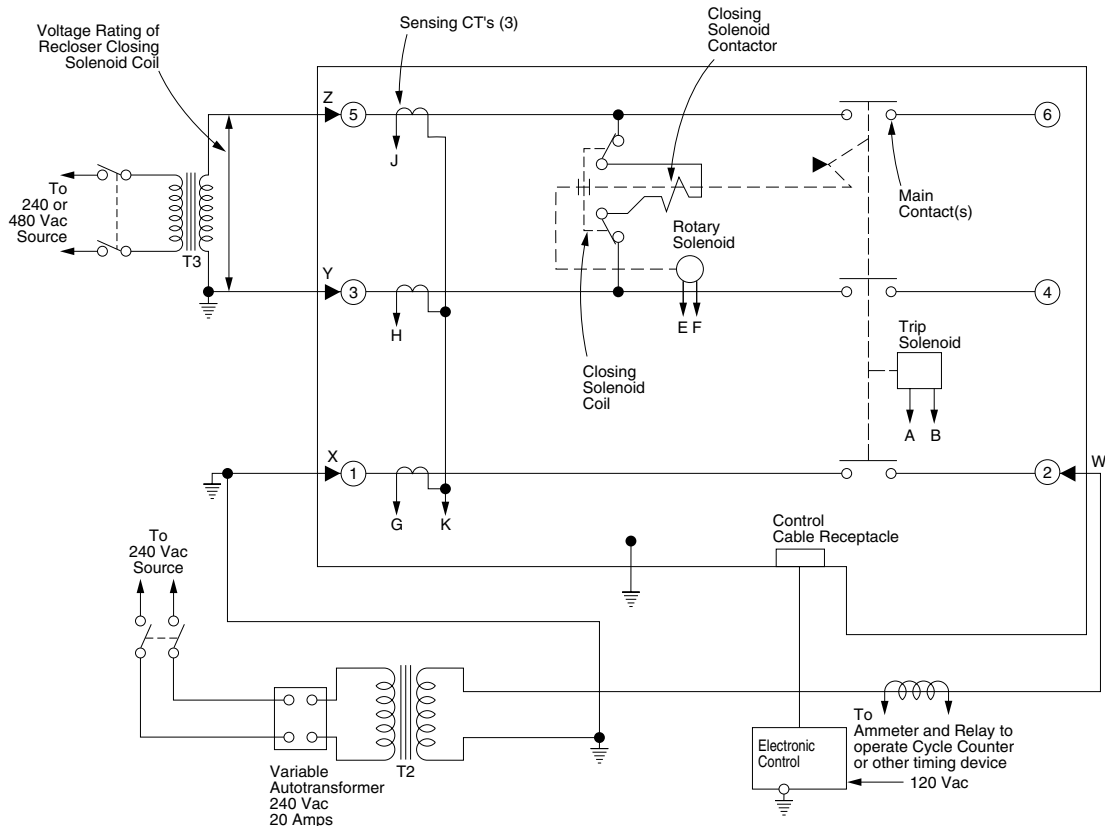 Voltage Rating of
Recloser Closing
Solenoid Coil
Sensing CT's (3)
Closing
Solenoid
Contactor
Z
5
6
J
To
240 or
480 Vac
Source
T3
Main
Contact(s)
Rotary
Solenoid
Y
3
4
H
E F
Trip
Solenoid
Closing
Solenoid
Coil
A B
X
1
2
W
G K
To
240 Vac
Source
Control
Cable Receptacle
T2
Variable
Autotransformer
240 Vac
20 Amps
To
Ammeter and Relay to
operate Cycle Counter
or other timing device
Electronic
Control
120 Vac